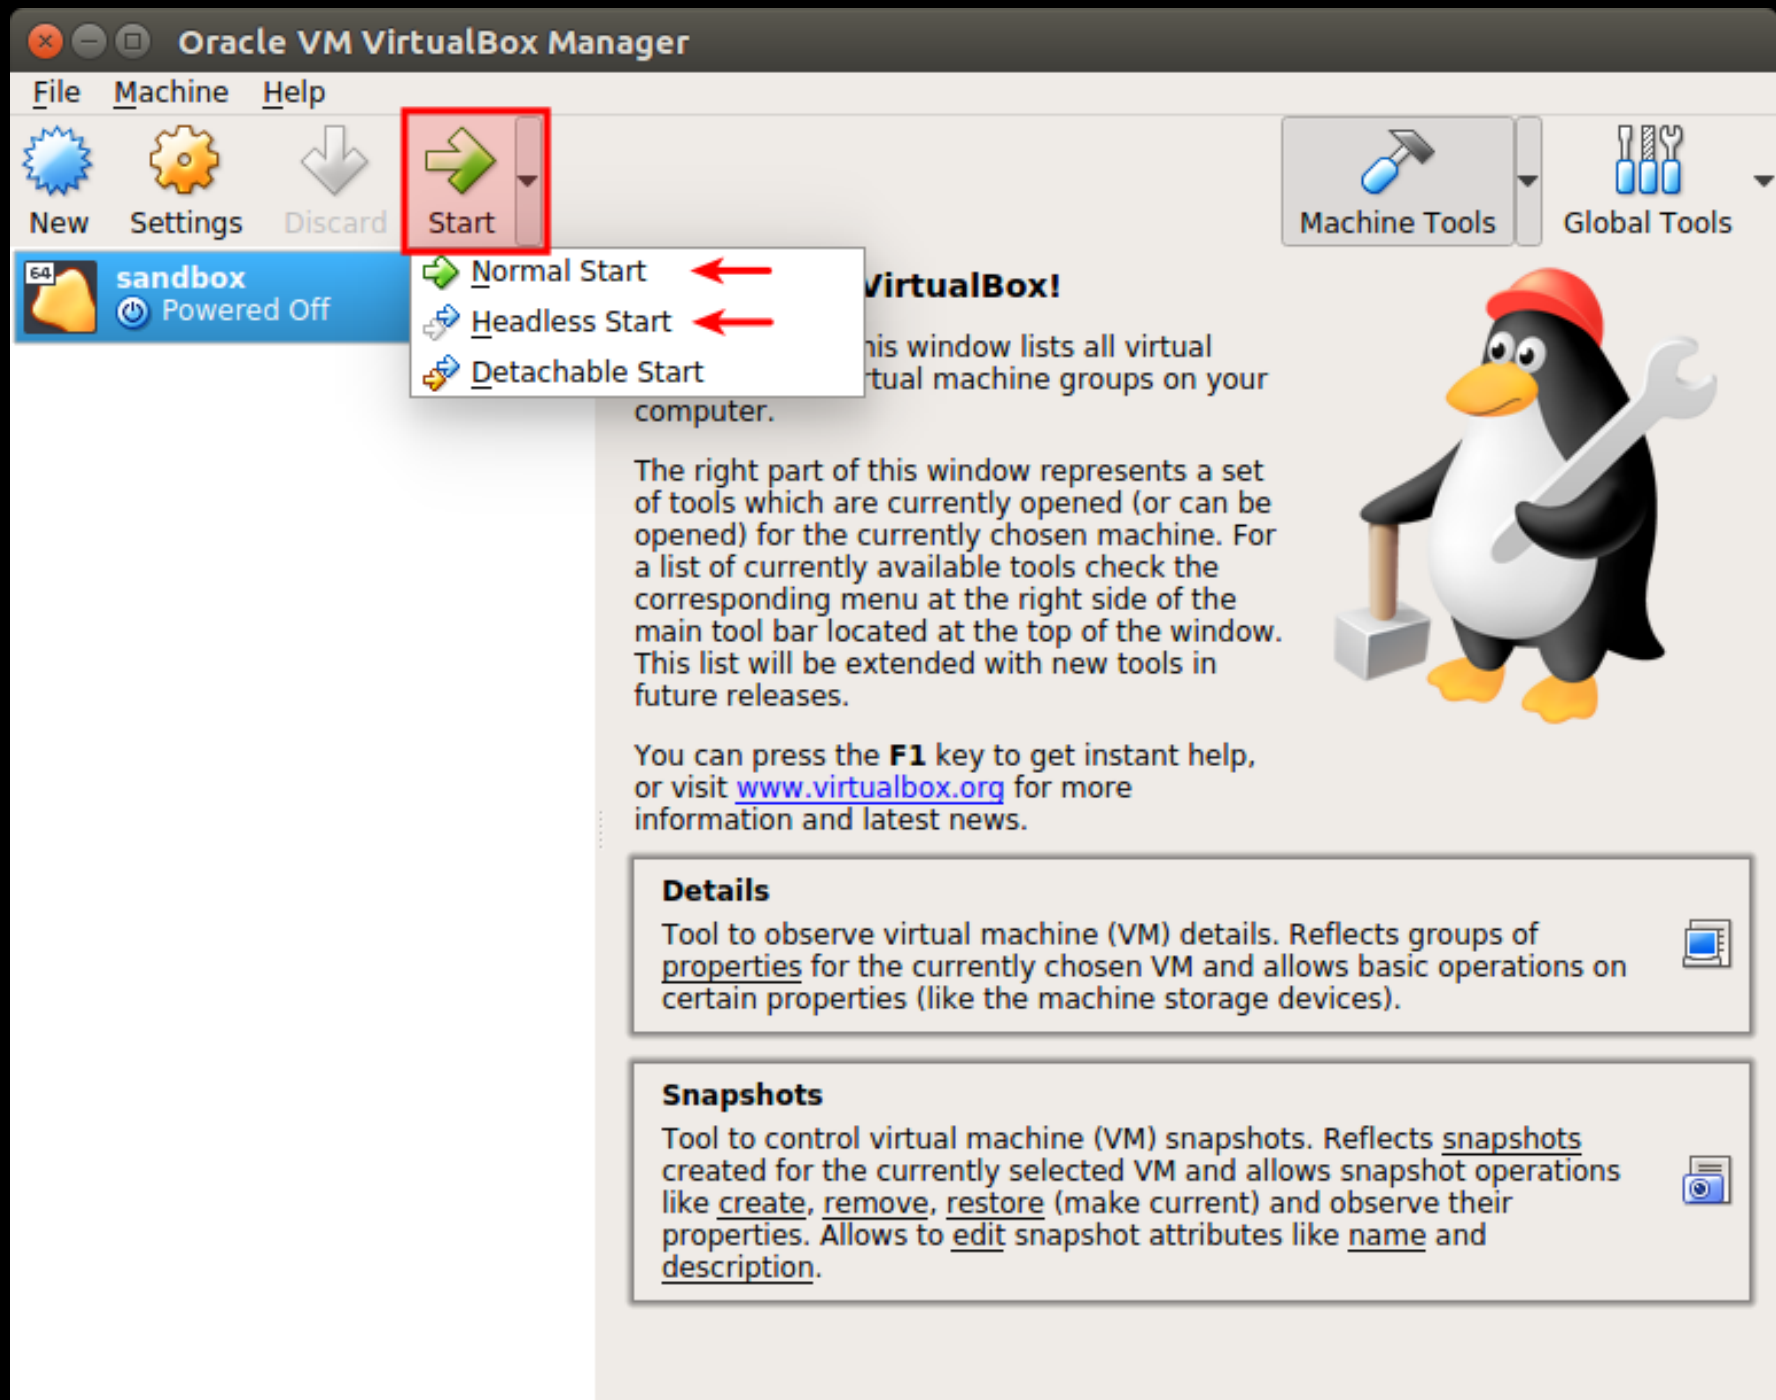 Oracle VM VirtualBox Manager
File Machine Help
New Settings Discard Start Machine Tools Global Tools
64
sandbox
Powered Off
Normal Start
Headless Start
Detachable Start
VirtualBox!
his window lists all virtual
rtual machine groups on your
computer.
The right part of this window represents a set
of tools which are currently opened (or can be
opened) for the currently chosen machine. For
a list of currently available tools check the
corresponding menu at the right side of the
main tool bar located at the top of the window.
This list will be extended with new tools in
future releases.
You can press the F1 key to get instant help,
or visit www.virtualbox.org for more
information and latest news.
Details
Tool to observe virtual machine (VM) details. Reflects groups of
properties for the currently chosen VM and allows basic operations on
certain properties (like the machine storage devices).
Snapshots
Tool to control virtual machine (VM) snapshots. Reflects snapshots
created for the currently selected VM and allows snapshot operations
like create, remove, restore (make current) and observe their
properties. Allows to edit snapshot attributes like name and
description.